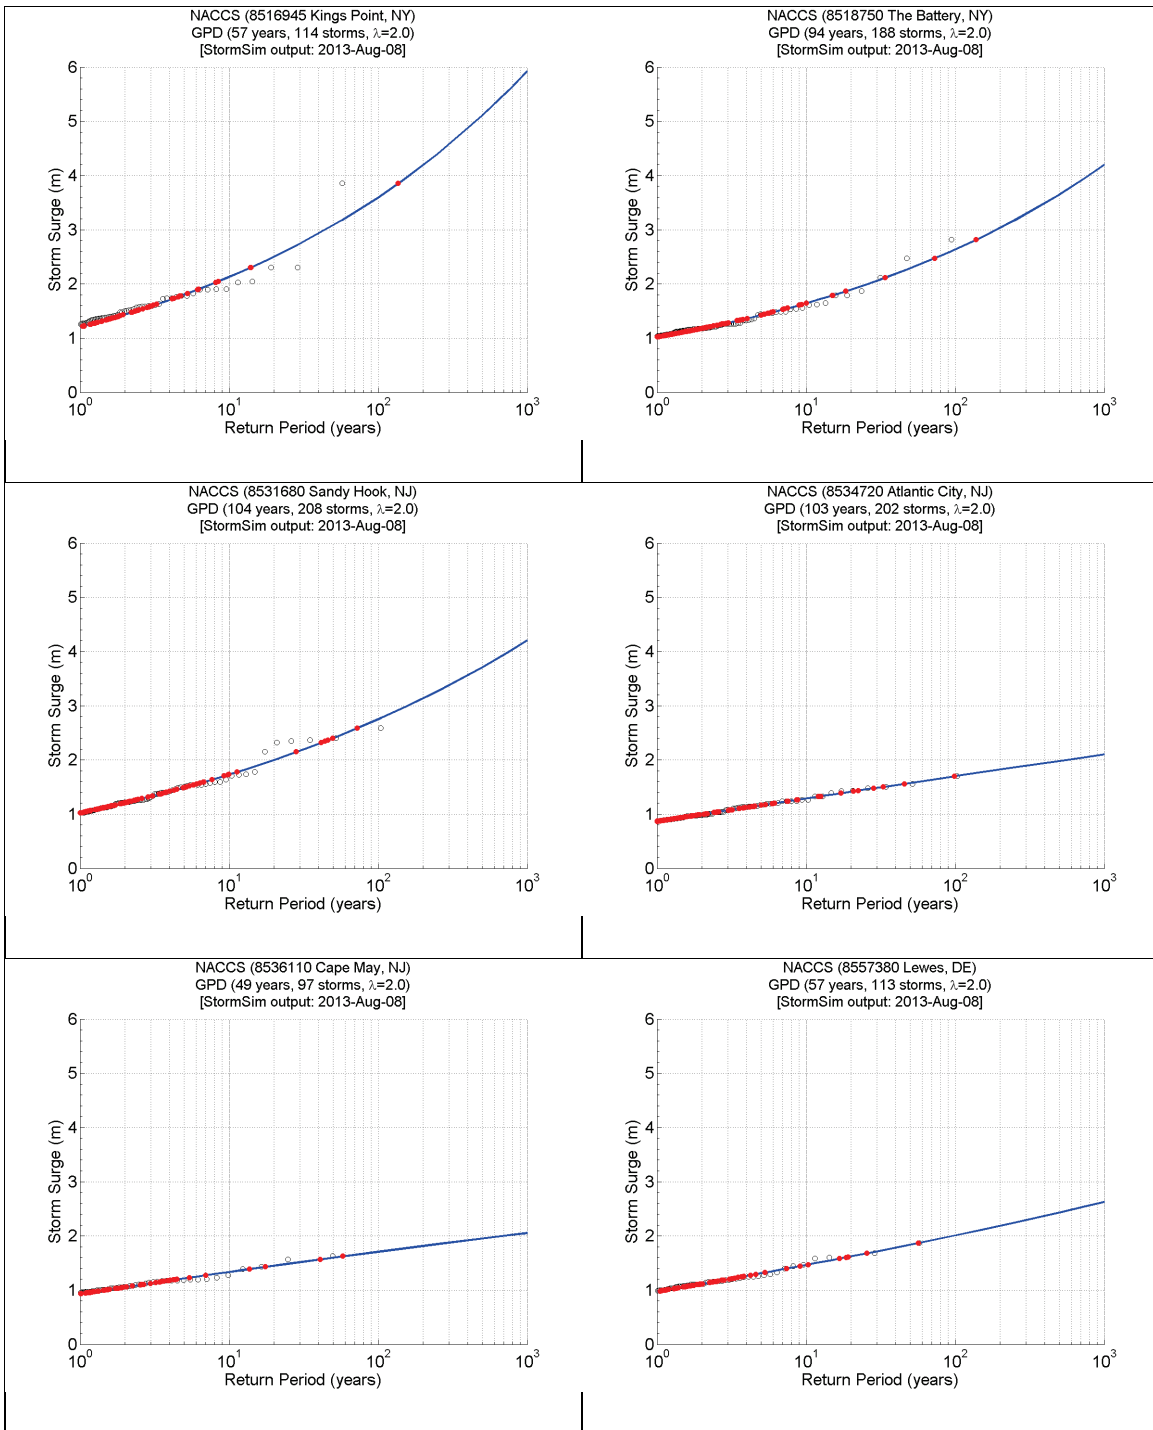 NACCS (8516945 Kings Point, NY)
GPD (57 years, 114 storms, λ=2.0)
[StormSim output: 2013-Aug-08]
6
5
4
3
2
1
0
Storm Surge (m)
10^0
10^1
10^2
10^3
Return Period (years)
NACCS (8518750 The Battery, NY)
GPD (94 years, 188 storms, λ=2.0)
[StormSim output: 2013-Aug-08]
6
5
4
3
2
1
0
Storm Surge (m)
10^0
10^1
10^2
10^3
Return Period (years)
NACCS (8531680 Sandy Hook, NJ)
GPD (104 years, 208 storms, λ=2.0)
[StormSim output: 2013-Aug-08]
6
5
4
3
2
1
0
Storm Surge (m)
10^0
10^1
10^2
10^3
Return Period (years)
NACCS (8534720 Atlantic City, NJ)
GPD (103 years, 202 storms, λ=2.0)
[StormSim output: 2013-Aug-08]
6
5
4
3
2
1
0
Storm Surge (m)
10^0
10^1
10^2
10^3
Return Period (years)
NACCS (8536110 Cape May, NJ)
GPD (49 years, 97 storms, λ=2.0)
[StormSim output: 2013-Aug-08]
6
5
4
3
2
1
0
Storm Surge (m)
10^0
10^1
10^2
10^3
Return Period (years)
NACCS (8557380 Lewes, DE)
GPD (57 years, 113 storms, λ=2.0)
[StormSim output: 2013-Aug-08]
6
5
4
3
2
1
0
Storm Surge (m)
10^0
10^1
10^2
10^3
Return Period (years)